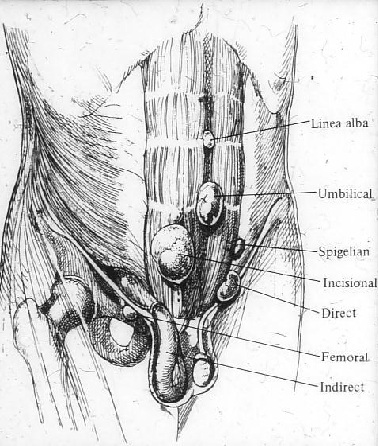 Linea alba
Umbilical
Spigelian
Incisional
Direct
Femoral
Indirect